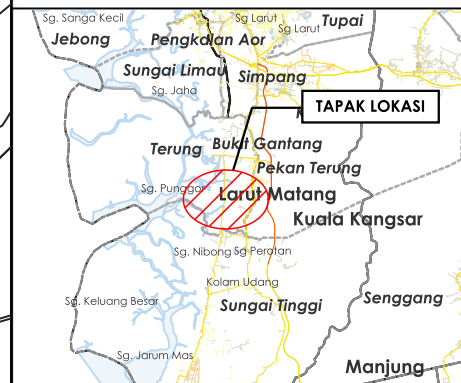 Sg. Sanga Kecil
Sg Larut
Tupai
Jebong
Pengkalan Aor
Sg Larut
Sungai Limau
Simpang
Sg. Jaha
TAPAK LOKASI
Terung
Bukit Gantang
Pekan Terung
Sg. Punggor
Larut Matang
Kuala Kangsar
Sg. Nibong
Sg Perotan
Kolam Udang
Sg. Keluang Besar
Sungai Tinggi
Senggang
Sg. Jarum Mas
Manjung